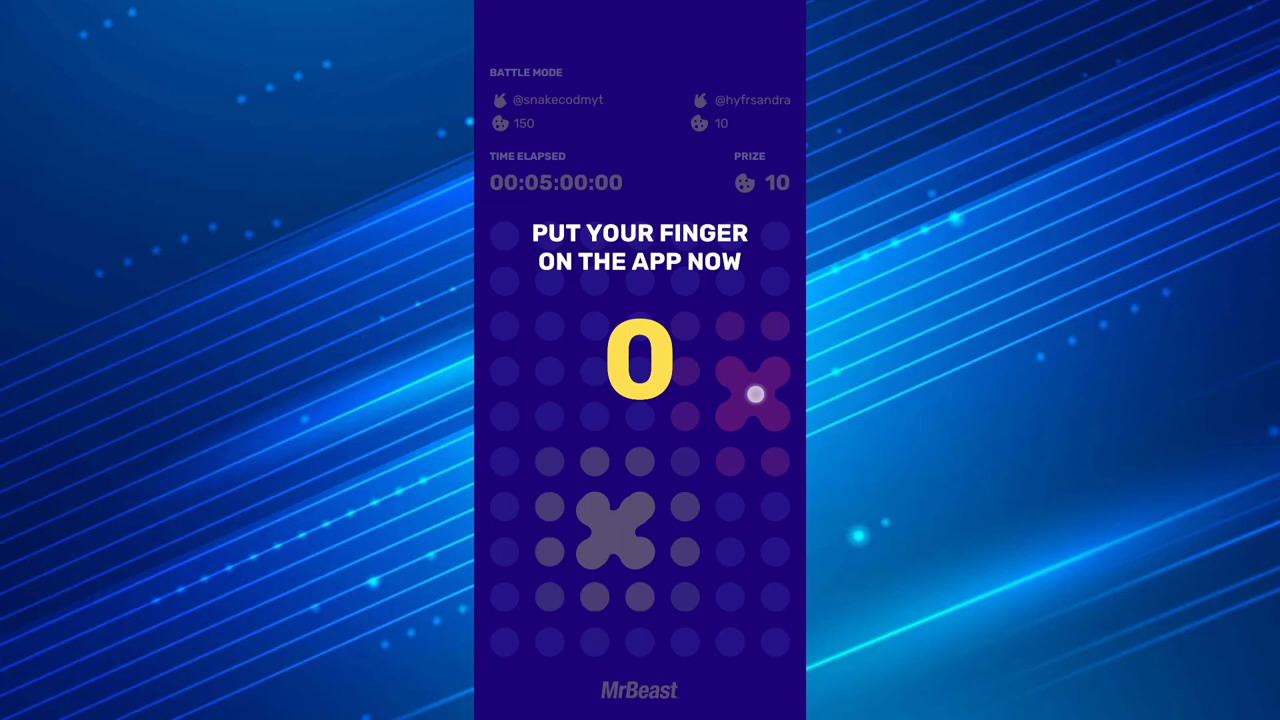 BATTLE MODE
@snakecodmyt @hyfrsandra
150 10
TIME ELAPSED PRIZE
00:05:00:00 10
PUT YOUR FINGER
ON THE APP NOW
0
MrBeast